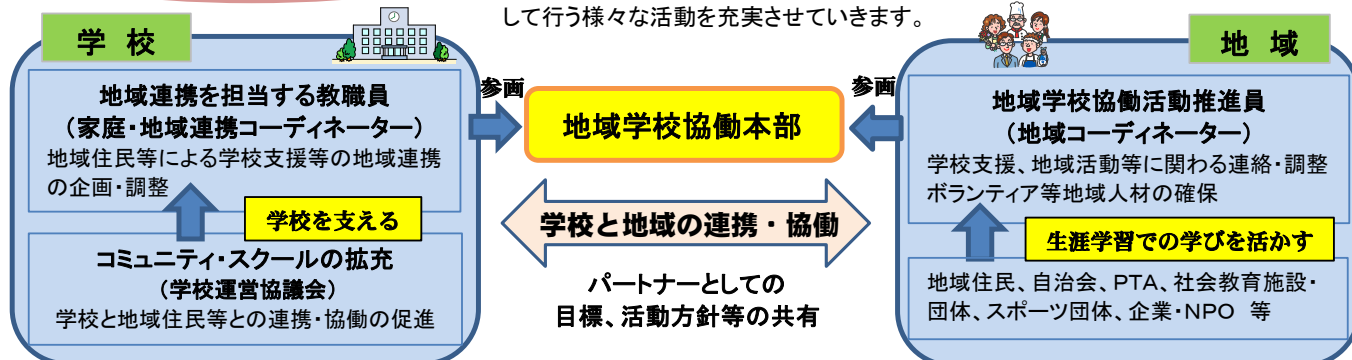 して行う様々な活動を充実させていきます。
学 校
地域連携を担当する教職員
（家庭・地域連携コーディネーター）
地域住民等による学校支援等の地域連携
の企画・調整
学校を支える
コミュニティ・スクールの拡充
（学校運営協議会）
学校と地域住民等との連携・協働の促進
参画
地域学校協働本部
参画
学校と地域の連携・協働
パートナーとしての
目標、活動方針等の共有
地 域
地域学校協働活動推進員
（地域コーディネーター）
学校支援、地域活動等に関わる連絡・調整
ボランティア等地域人材の確保
生涯学習での学びを活かす
地域住民、自治会、PTA、社会教育施設・
団体、スポーツ団体、企業・NPO 等